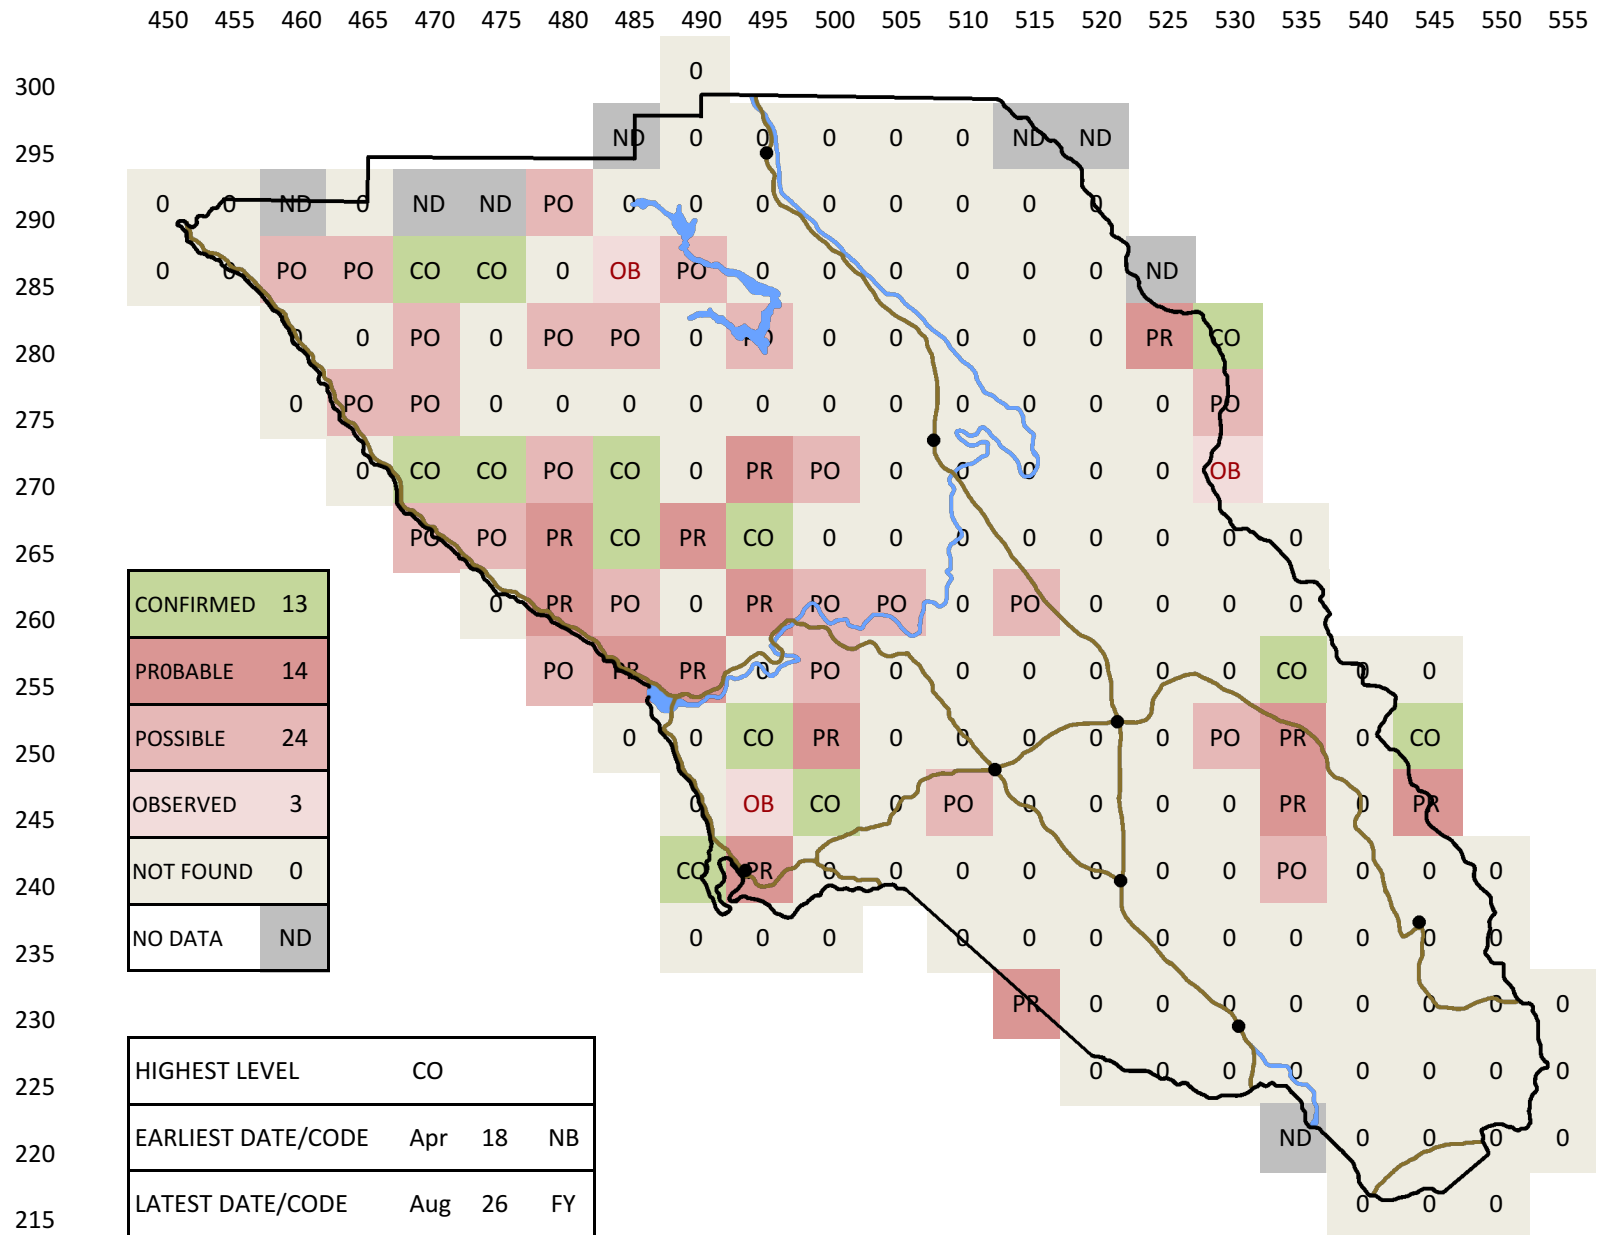 450 455 460 465 470 475 480 485 490 495 500 505 510 515 520 525 530 535 540 545 550 555
0
300
ND 0 0 0 0 0 ND ND
295
0 0 ND 0 ND ND PO 0 0 0 0 0 0 0 0
290
0 0 PO PO CO CO 0 OB PO 0 0 0 0 0 0 ND
285
0 0 PO 0 PO PO 0 PO 0 0 0 0 0 PR CO
280
0 PO PO 0 0 0 0 0 0 0 0 0 0 0 PO
275
0 CO CO PO CO 0 PR PO 0 0 0 0 0 OB
270
PO PO PR CO PR CO 0 0 0 0 0 0 0 0
265
0 PR PO 0 PR PO PO 0 PO 0 0 0 0
CONFIRMED 13
260
PO PR PR 0 PO 0 0 0 0 0 0 CO 0 0
PR0BABLE 14
255
0 0 CO PR 0 0 0 0 0 PO PR 0 CO
POSSIBLE 24
250
0 OB CO 0 PO 0 0 0 0 PR 0 PR
OBSERVED 3
245
CO PR 0 0 0 0 0 0 0 PO 0 0 0
NOT FOUND 0
240
0 0 0 0 0 0 0 0 0 0 0 0
NO DATA ND
235
PR 0 0 0 0 0 0 0 0
230
0 0 0 0 0 0 0 0
HIGHEST LEVEL CO
225
ND 0 0 0 0
EARLIEST DATE/CODE Apr 18 NB
220
0 0 0
LATEST DATE/CODE Aug 26 FY
215